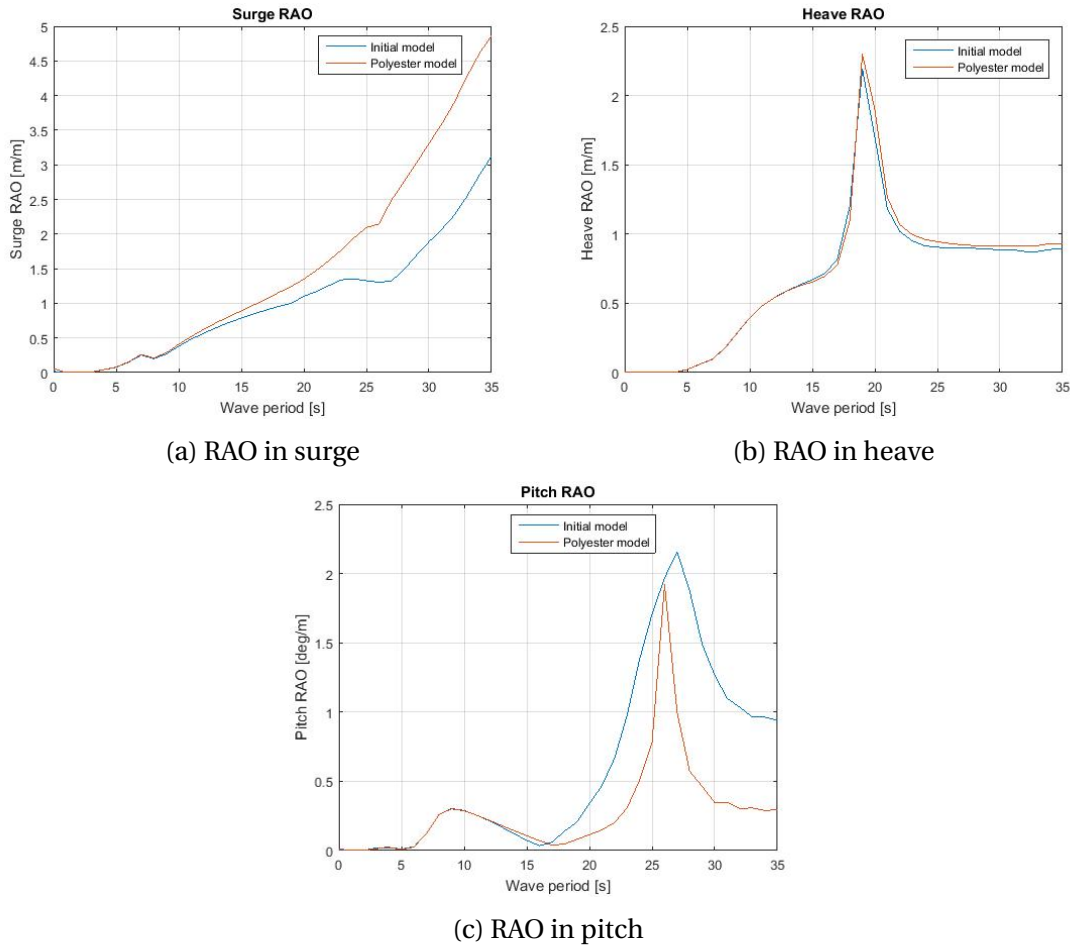 Surge RAO
5
4.5
4
3.5
3
2.5
2
1.5
1
0.5
0
Surge RAO [m/m]
Initial model
Polyester model
0 5 10 15 20 25 30 35
Wave period [s]
(a) RAO in surge
Heave RAO
2.5
2
1.5
1
0.5
0
Heave RAO [m/m]
Initial model
Polyester model
0 5 10 15 20 25 30 35
Wave period [s]
(b) RAO in heave
Pitch RAO
2.5
2
1.5
1
0.5
0
Pitch RAO [deg/m]
Initial model
Polyester model
0 5 10 15 20 25 30 35
Wave period [s]
(c) RAO in pitch